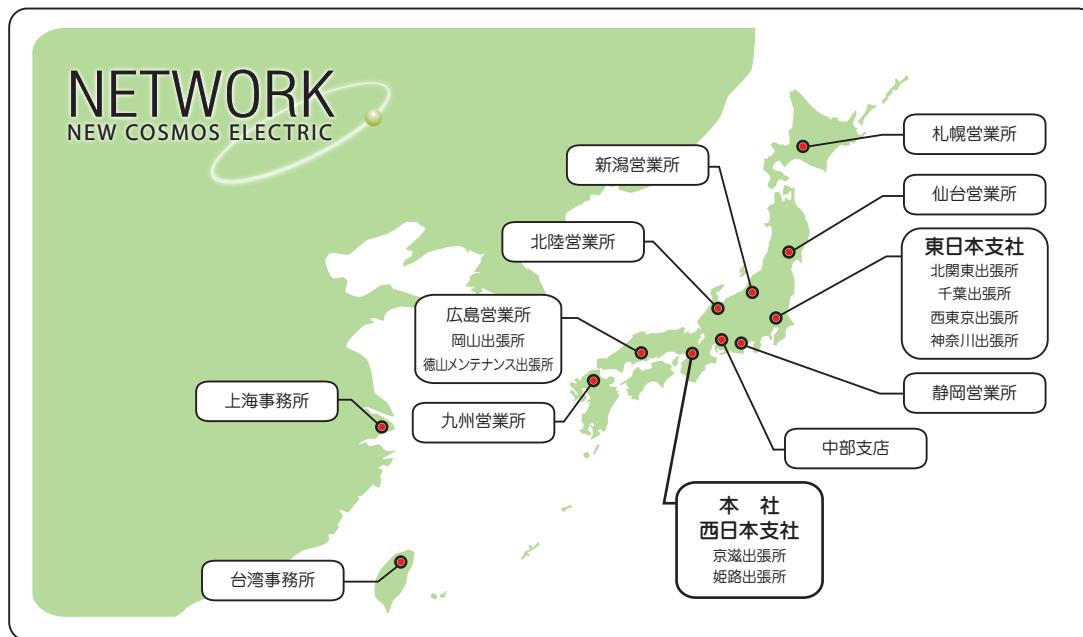 NETWORK
NEW COSMOS ELECTRIC
札幌営業所
新潟営業所
仙台営業所
北陸営業所
東日本支社
北関東出張所
千葉出張所
西東京出張所
神奈川出張所
広島営業所
岡山出張所
徳山メンテナンス出張所
静岡営業所
上海事務所
九州営業所
中部支店
本　社
西日本支社
京滋出張所
姫路出張所
台湾事務所